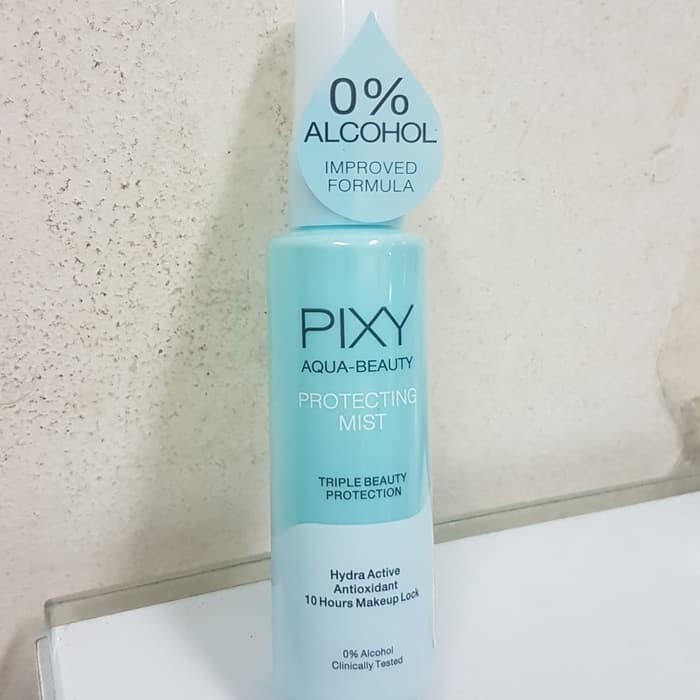 0%
ALCOHOL
IMPROVED
FORMULA
PIXY
AQUA-BEAUTY
PROTECTING
MIST
TRIPLE BEAUTY
PROTECTION
Hydra Active
Antioxidant
10 Hours Makeup Lock
0% Alcohol
Clinically Tested